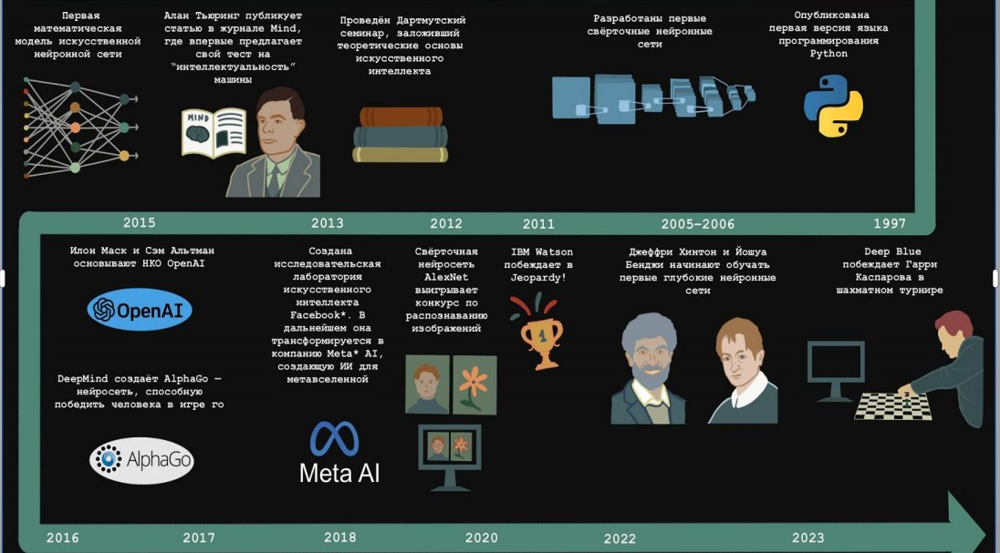 Первая
математическая
модель искусственной
нейронной сети
Алан Тьюринг публикует
статью в журнале Mind,
где впервые предлагает
свой тест на
“интеллектуальность”
машины
MIND
Проведён Дартмутский
семинар, заложивший
теоретические основы
искусственного
интеллекта
Разработаны первые
свёрточные нейронные
сети
Опубликована
первая версия языка
программирования
Python
2015
2013
2012
2011
2005–2006
1997
Илон Маск и Сэм Альтман
основывают НКО OpenAI
OpenAI
DeepMind создаёт AlphaGo —
нейросеть, способную
победить человека в игре го
AlphaGo
Создана
исследовательская
лаборатория
искусственного
интеллекта
Facebook*. В
дальнейшем она
трансформируется в
компанию Meta* AI,
создающую ИИ для
метавселенной
Meta AI
Свёрточная
нейросеть
AlexNet
выигрывает
конкурс по
распознаванию
изображений
IBM Watson
побеждает в
Jeopardy!
1
Джеффри Хинтон и Йошуа
Бенджи начинают обучать
первые глубокие нейронные
сети
Deep Blue
побеждает Гарри
Каспарова в
шахматном турнире
2016
2017
2018
2020
2022
2023